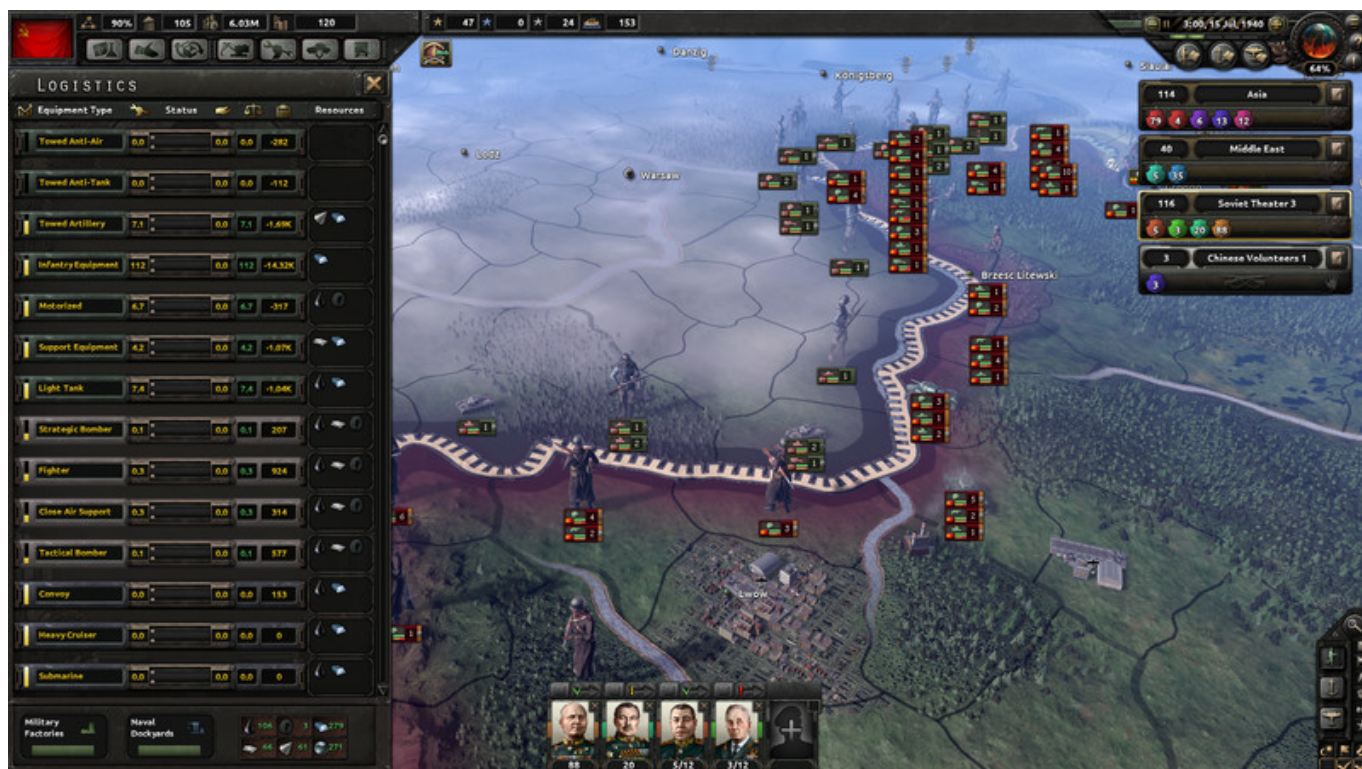 90% 105 6.03M 120 47 0 24 153 3:00, 15 Jul, 1940
64%
LOGISTICS
Equipment Type Status Resources
Towed Anti-Air 0,0 0,0 0,0 -282
Towed Anti-Tank 0,0 0,0 0,0 -112
Towed Artillery 7,1 0,0 7,1 -1,69K
Infantry Equipment 112 0,0 112 -14,32K
Motorized 6,7 0,0 6,7 -317
Support Equipment 4,2 0,0 4,2 -1,07K
Light Tank 7,4 0,0 7,4 -1,04K
Strategic Bomber 0,1 0,0 0,1 207
Fighter 0,3 0,0 0,3 924
Close Air Support 0,3 0,0 0,3 314
Tactical Bomber 0,1 0,0 0,1 577
Convoy 0,0 0,0 0,0 153
Heavy Cruiser 0,0 0,0 0,0 0
Submarine 0,0 0,0 0,0 0
Military Factories
Naval Dockyards
106 3 279
66 61 271
Danzig
Königsberg
Lodz
Warsaw
Brzesc Litewski
Lwow
114 Asia
79 4 6 13 12
40 Middle East
5 35
116 Soviet Theater 3
5 3 20 88
3 Chinese Volunteers 1
3
88 20 5/12 3/12